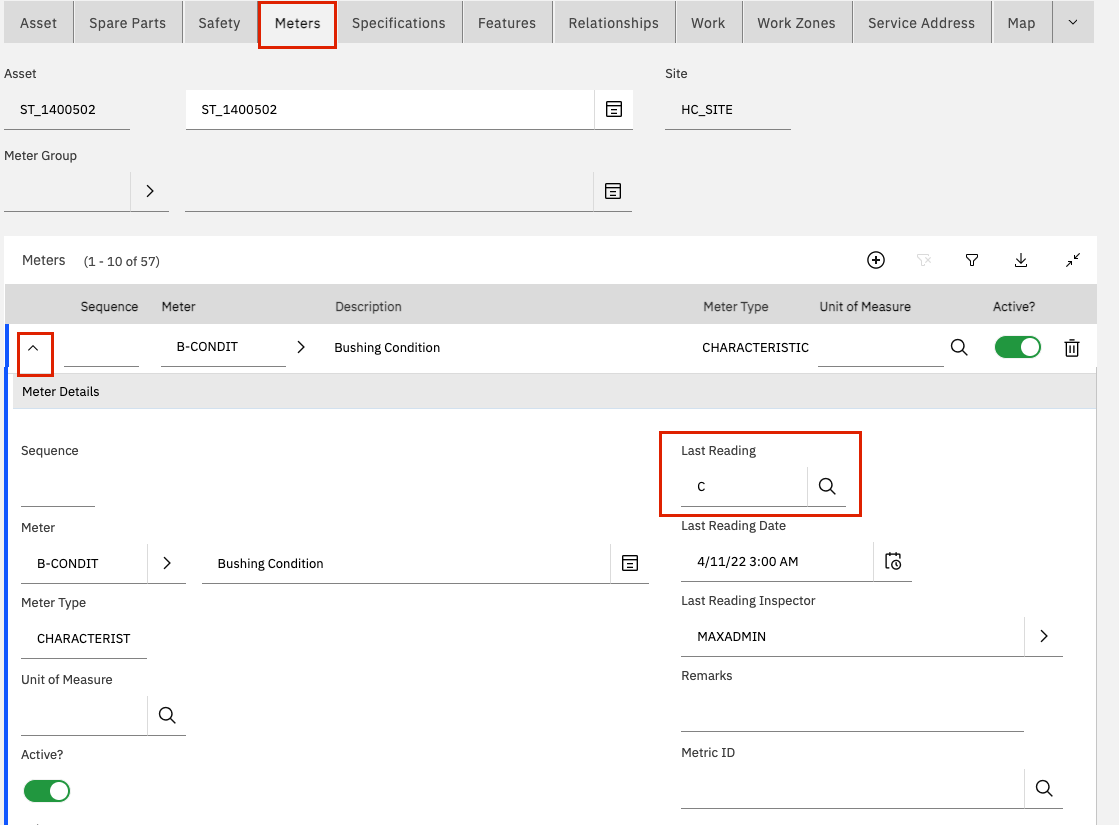 Asset Spare Parts Safety Meters Specifications Features Relationships Work Work Zones Service Address Map
Asset Site
ST_1400502 ST_1400502 HC_SITE
Meter Group
Meters (1 - 10 of 57)
Sequence Meter Description Meter Type Unit of Measure Active?
B-CONDIT Bushing Condition CHARACTERISTIC
Meter Details
Sequence Last Reading
C
Meter Last Reading Date
B-CONDIT Bushing Condition 4/11/22 3:00 AM
Meter Type Last Reading Inspector
CHARACTERIST MAXADMIN
Unit of Measure Remarks
Active? Metric ID